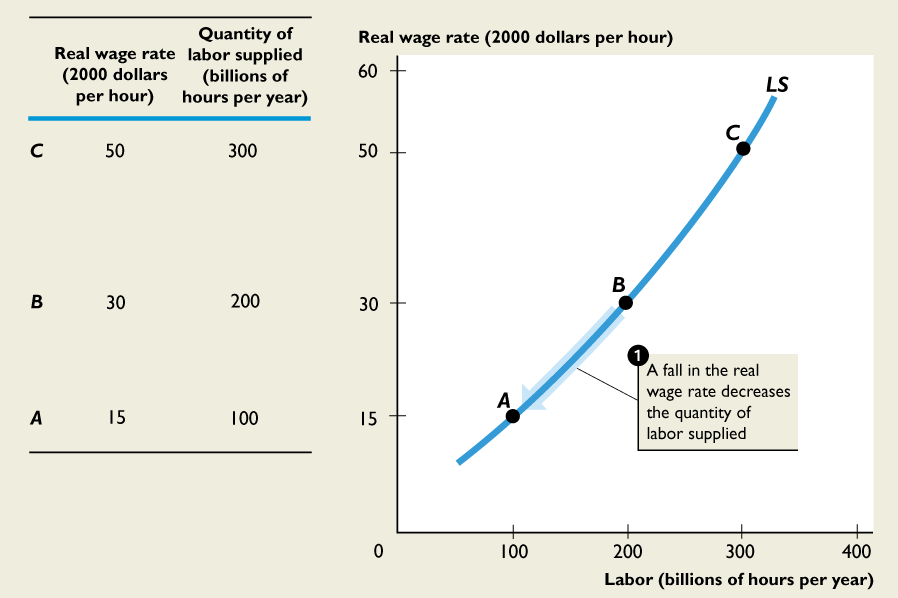 Real wage rate
(2000 dollars
per hour)
Quantity of
labor supplied
(billions of
hours per year)
C 50 300
B 30 200
A 15 100
Real wage rate (2000 dollars per hour)
60
LS
50
C
30
B
1
A fall in the real
wage rate decreases
the quantity of
labor supplied
A
15
0 100 200 300 400
Labor (billions of hours per year)